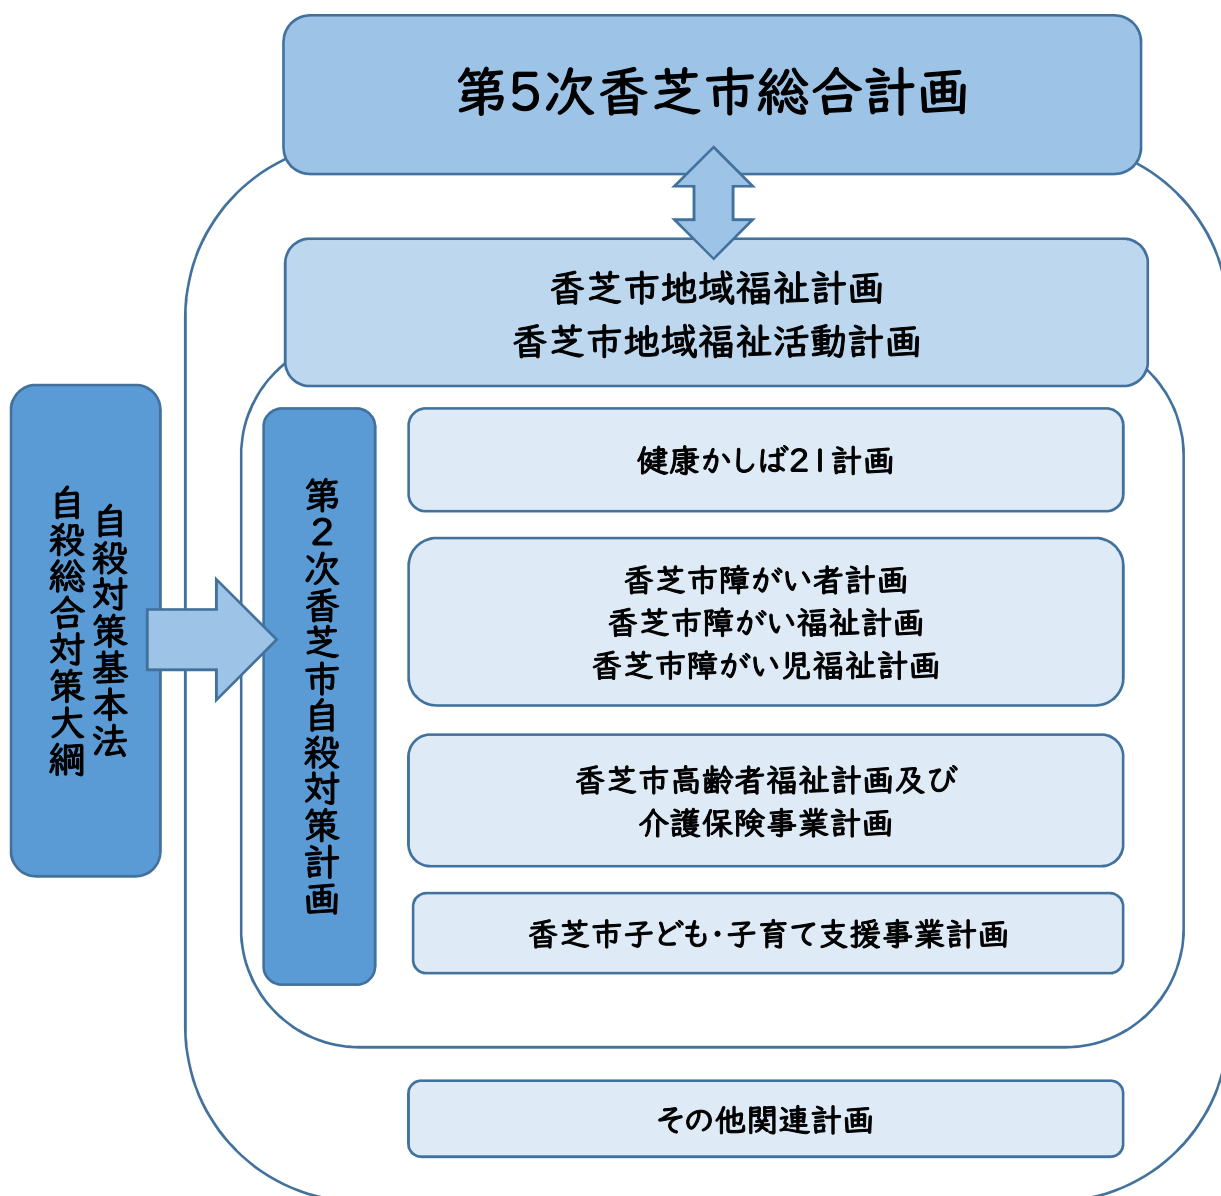 第5次香芝市総合計画
香芝市地域福祉計画
香芝市地域福祉活動計画
自殺対策基本法
自殺総合対策大綱
第2次香芝市自殺対策計画
健康かしば21計画
香芝市障がい者計画
香芝市障がい福祉計画
香芝市障がい児福祉計画
香芝市高齢者福祉計画及び
介護保険事業計画
香芝市子ども・子育て支援事業計画
その他関連計画